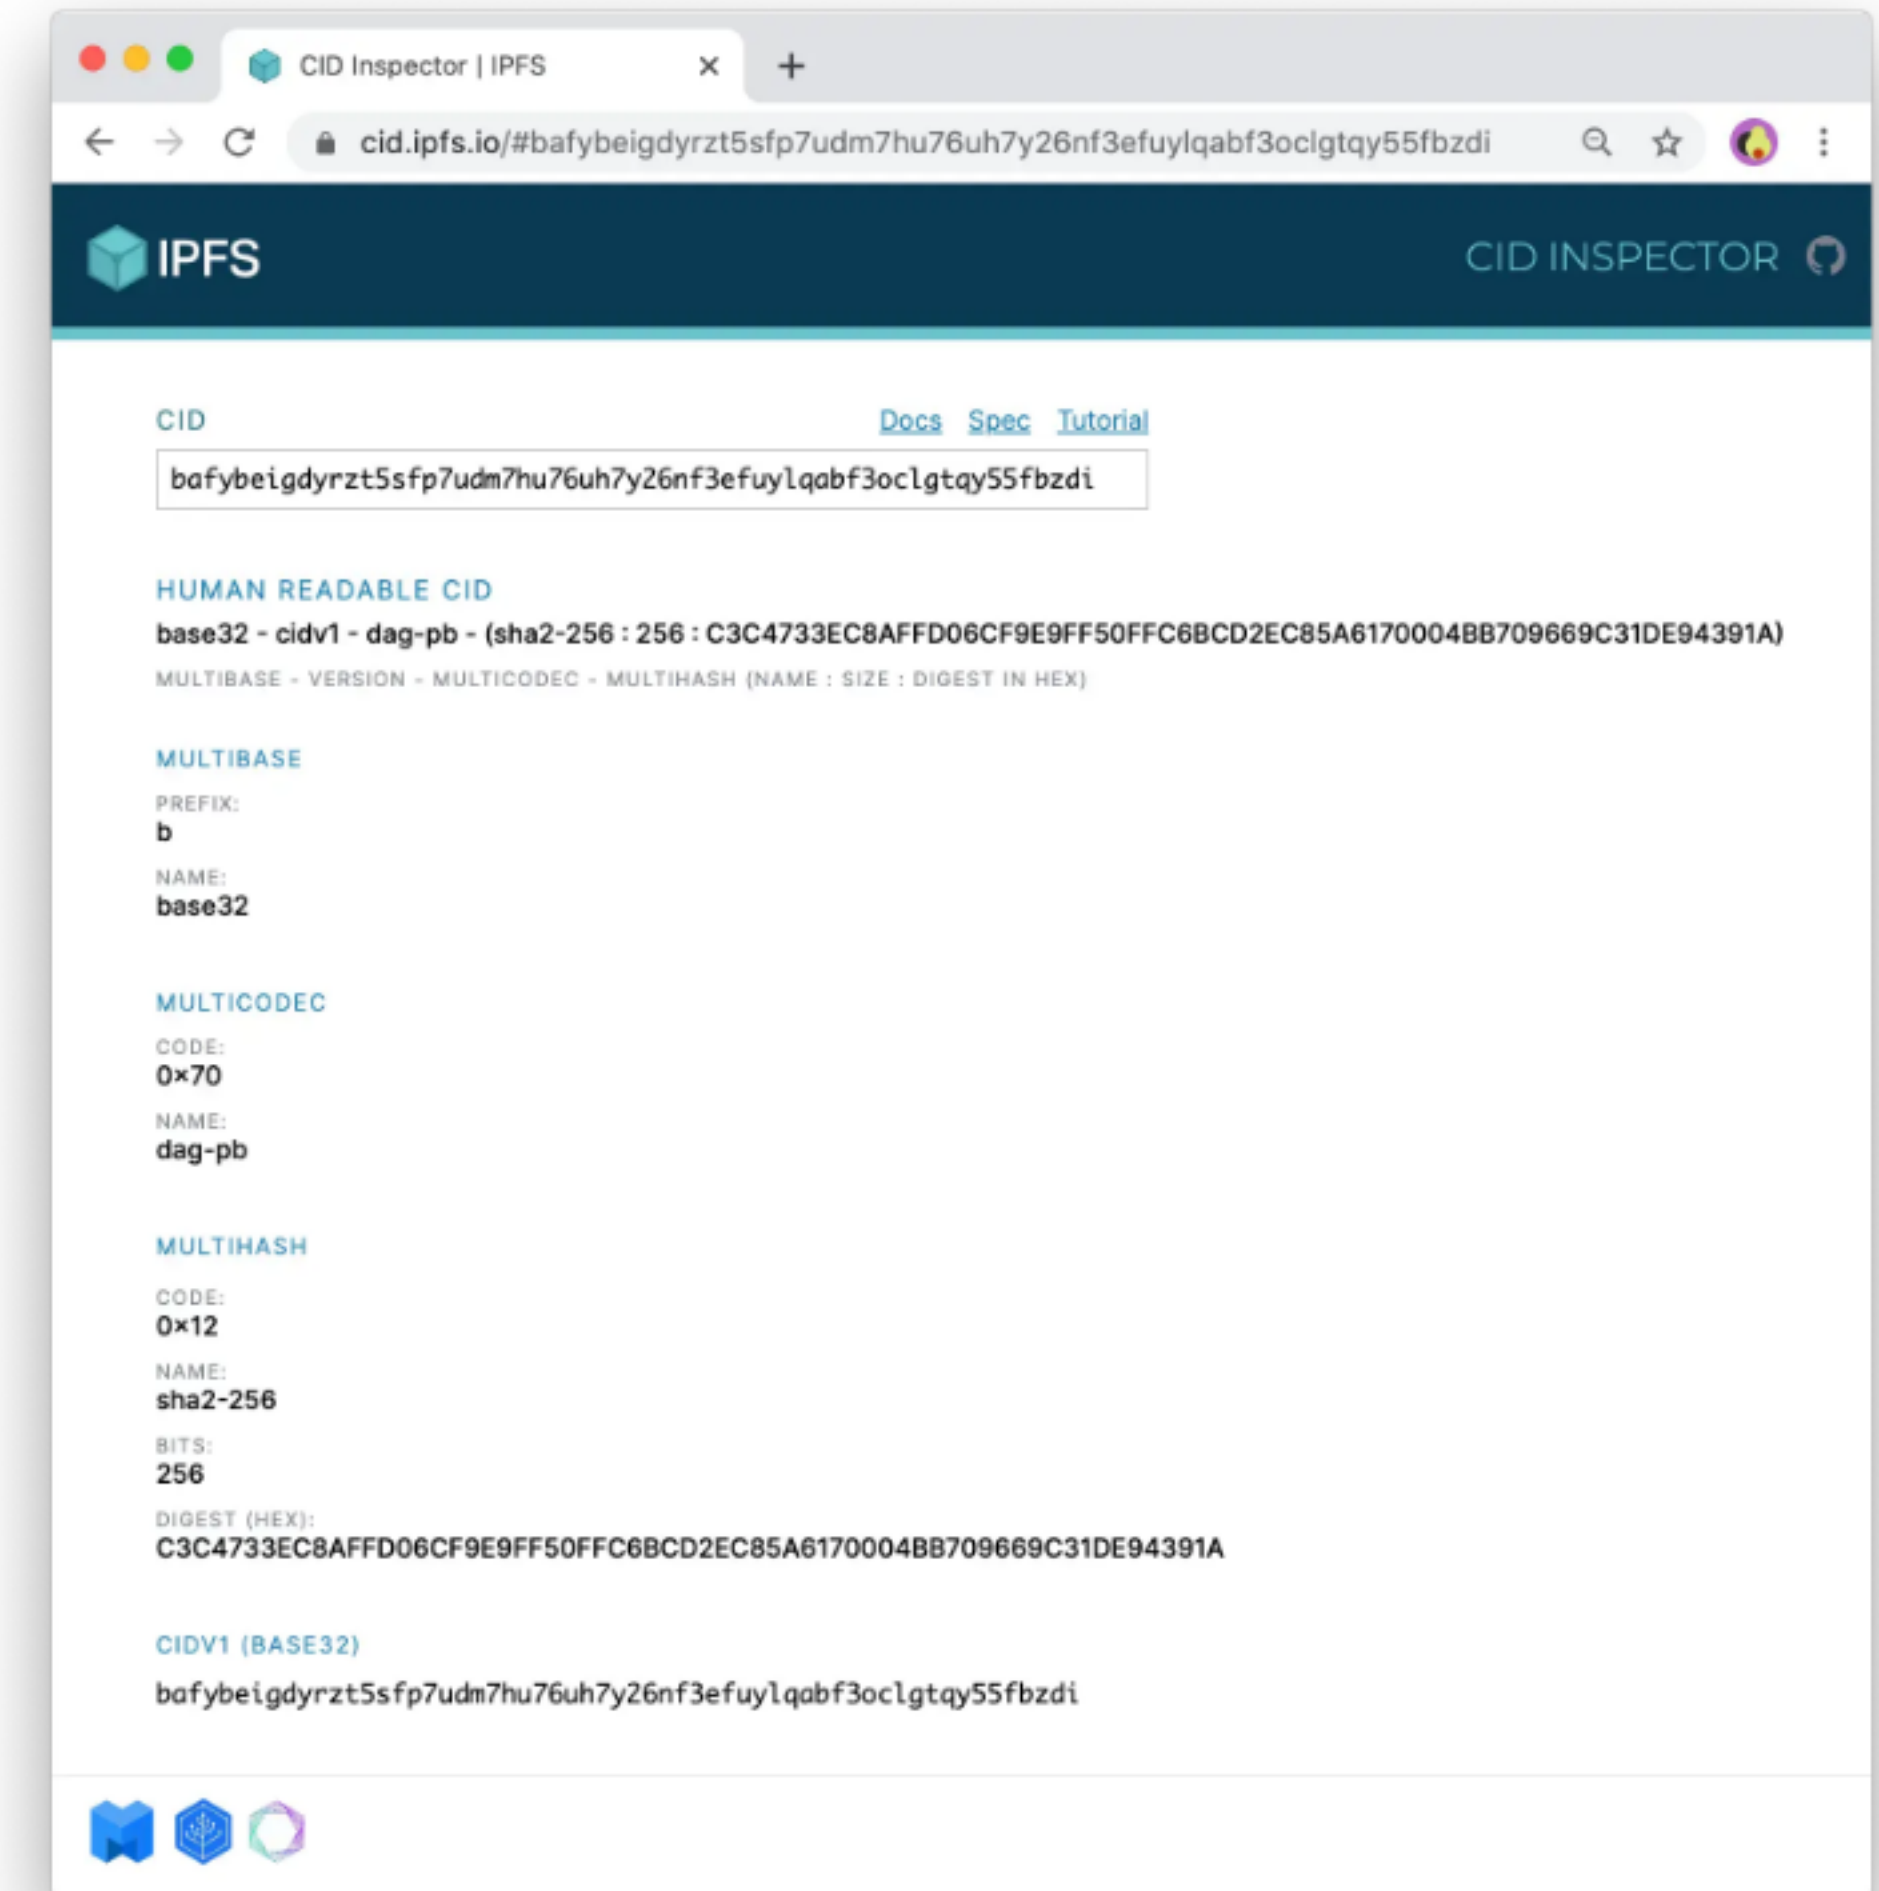 CID Inspector | IPFS
cid.ipfs.io/#bafybeigdyrzt5sfp7udm7hu76uh7y26nf3efuylqabf3oclgtqy55fbzdi
IPFS
CID INSPECTOR
CID
Docs Spec Tutorial
bafybeigdyrzt5sfp7udm7hu76uh7y26nf3efuylqabf3oclgtqy55fbzdi
HUMAN READABLE CID
base32 - cidv1 - dag-pb - (sha2-256 : 256 : C3C4733EC8AFFD06CF9E9FF50FFC6BCD2EC85A6170004BB709669C31DE94391A)
MULTIBASE - VERSION - MULTICODEC - MULTIHASH (NAME : SIZE : DIGEST IN HEX)
MULTIBASE
PREFIX:
b
NAME:
base32
MULTICODEC
CODE:
0×70
NAME:
dag-pb
MULTIHASH
CODE:
0×12
NAME:
sha2-256
BITS:
256
DIGEST (HEX):
C3C4733EC8AFFD06CF9E9FF50FFC6BCD2EC85A6170004BB709669C31DE94391A
CIDV1 (BASE32)
bafybeigdyrzt5sfp7udm7hu76uh7y26nf3efuylqabf3oclgtqy55fbzdi